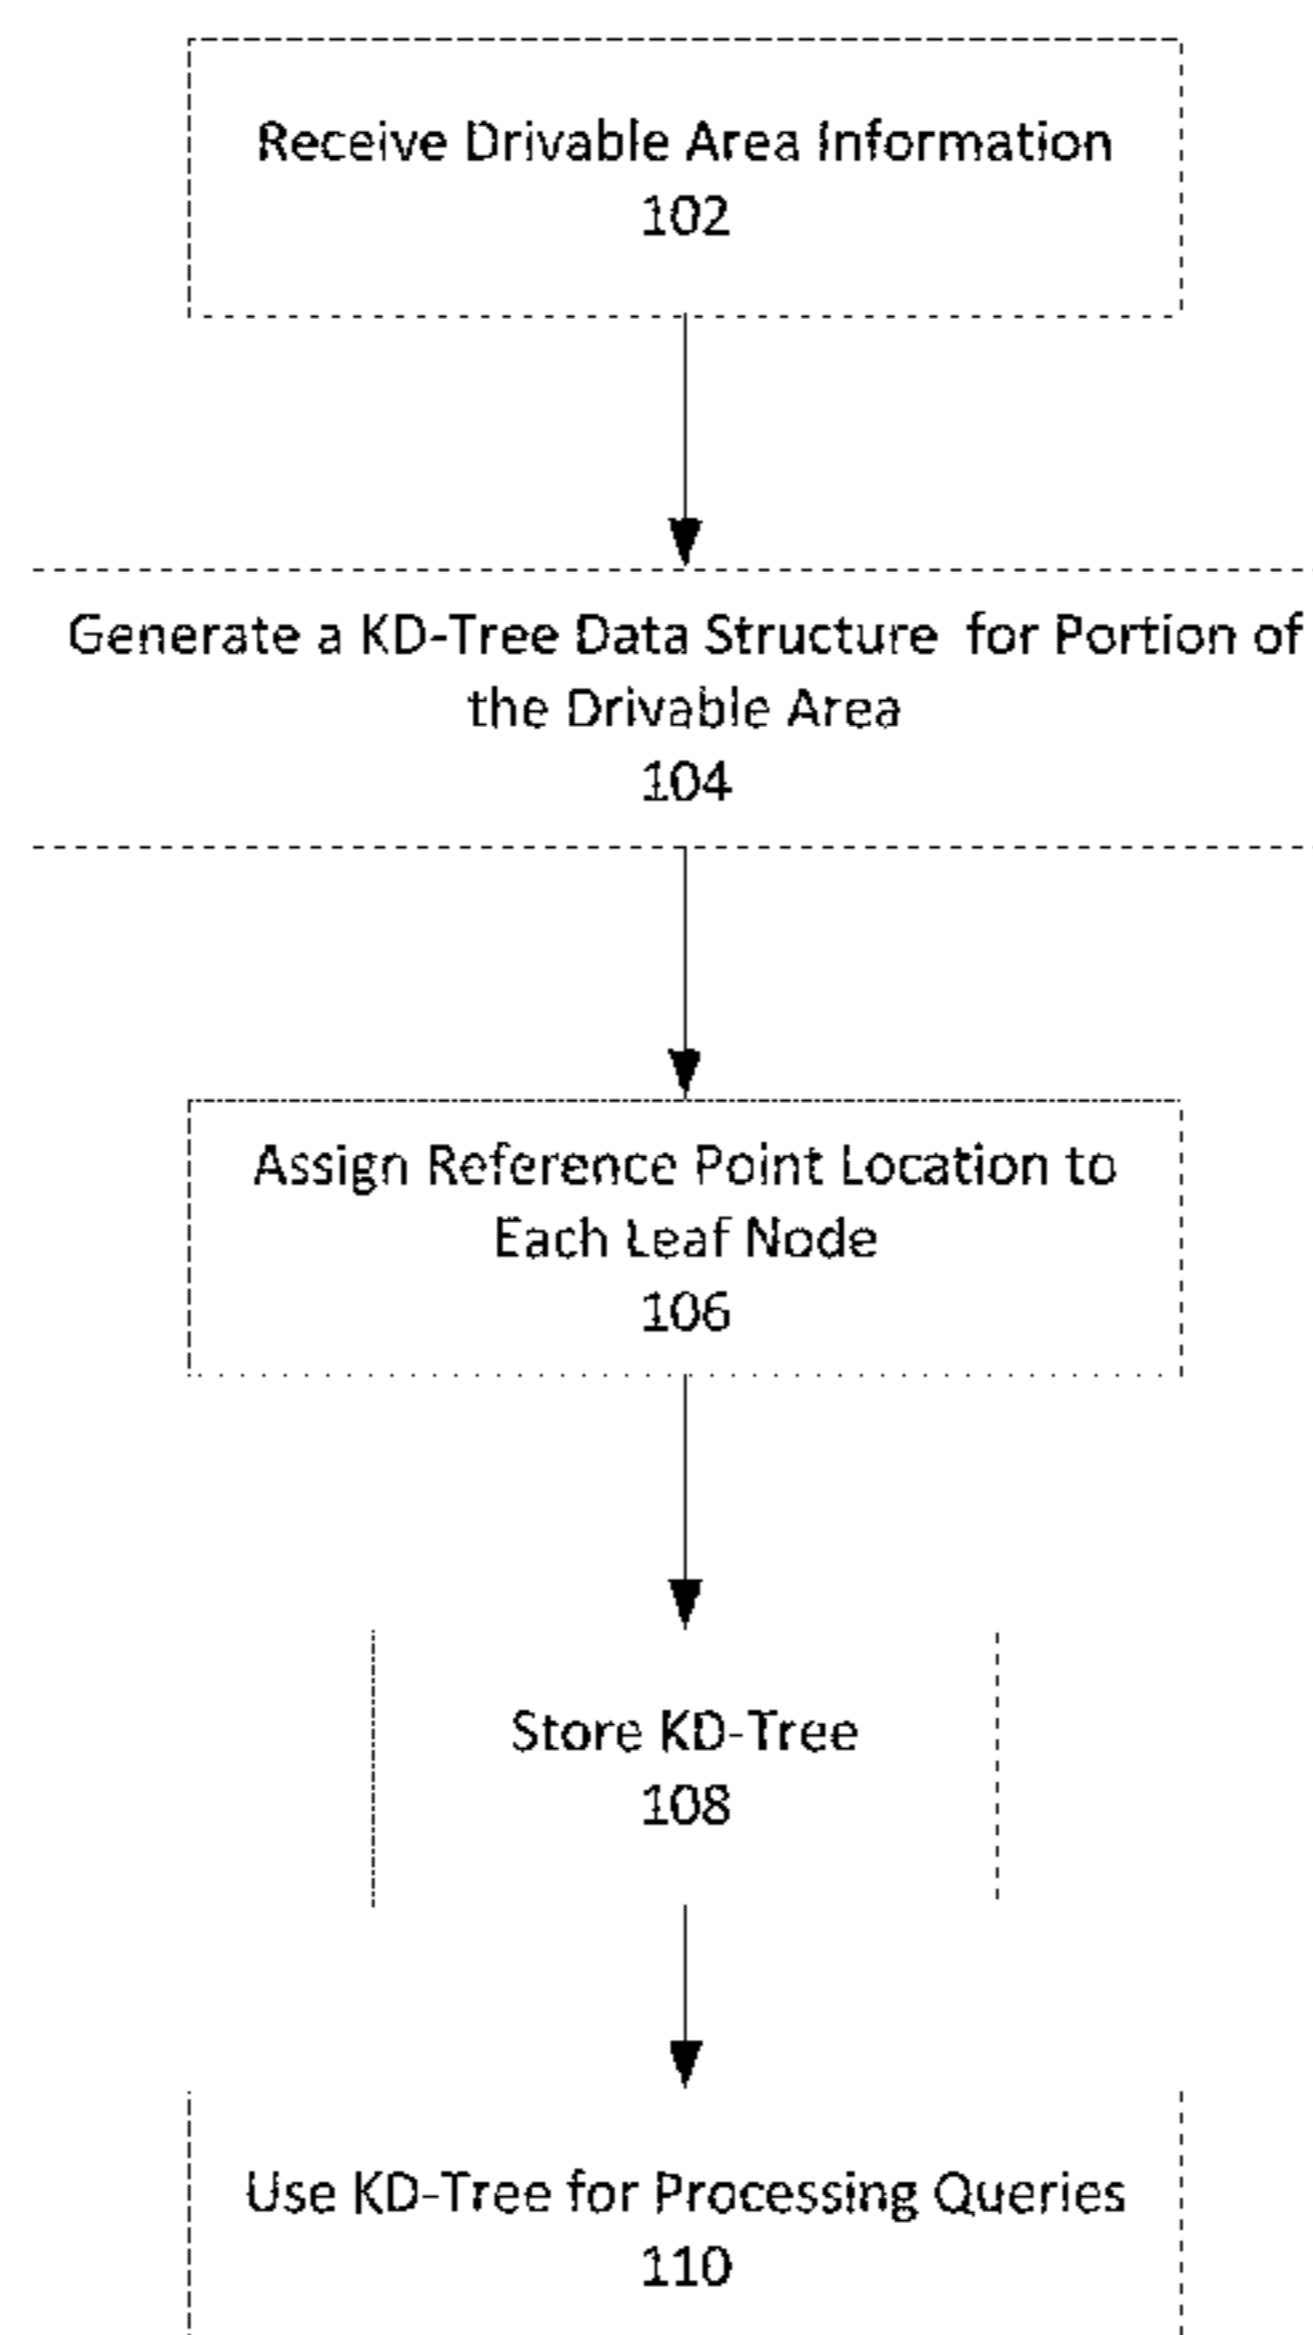 Receive Drivable Area Information
102
Generate a KD-Tree Data Structure for Portion of
the Drivable Area
104
Assign Reference Point Location to
Each Leaf Node
106
Store KD-Tree
108
Use KD-Tree for Processing Queries
110